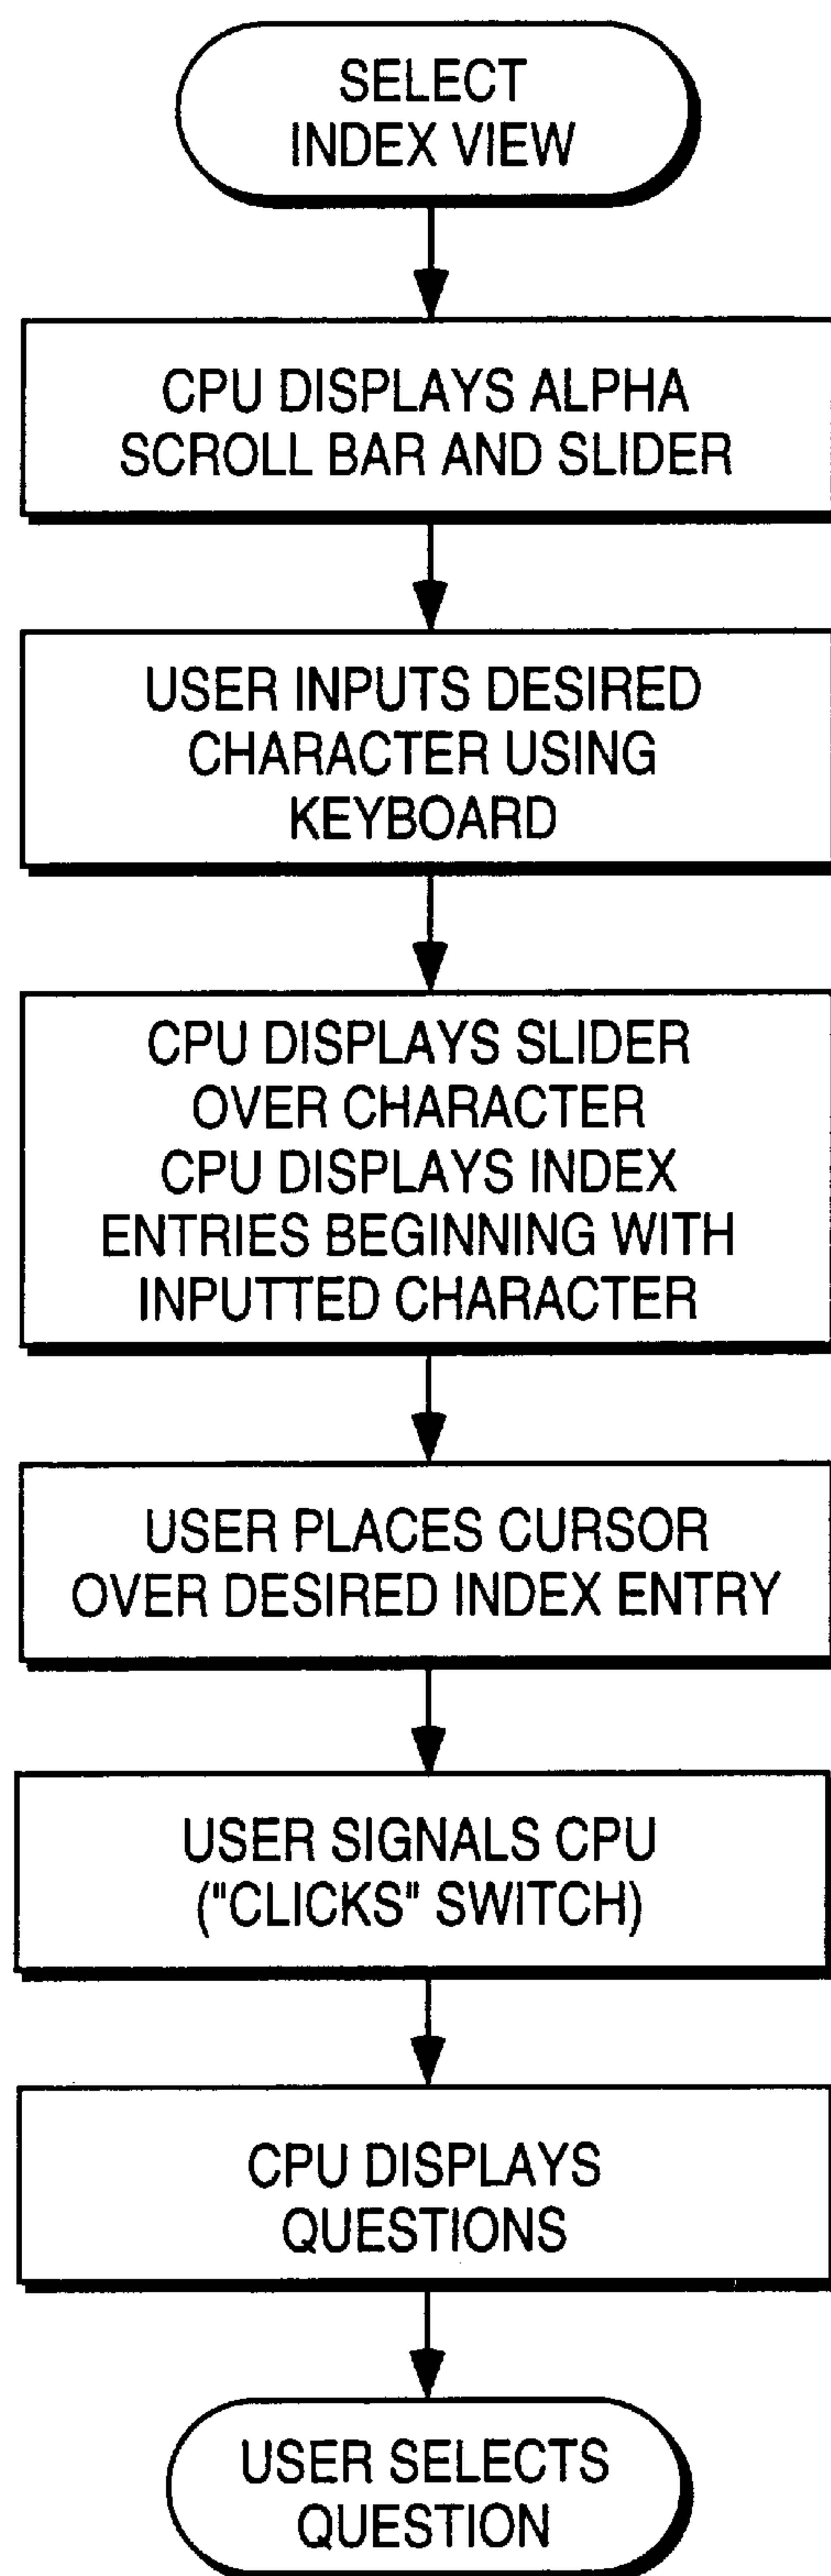 SELECT
INDEX VIEW
CPU DISPLAYS ALPHA
SCROLL BAR AND SLIDER
USER INPUTS DESIRED
CHARACTER USING
KEYBOARD
CPU DISPLAYS SLIDER
OVER CHARACTER
CPU DISPLAYS INDEX
ENTRIES BEGINNING WITH
INPUTTED CHARACTER
USER PLACES CURSOR
OVER DESIRED INDEX ENTRY
USER SIGNALS CPU
("CLICKS" SWITCH)
CPU DISPLAYS
QUESTIONS
USER SELECTS
QUESTION